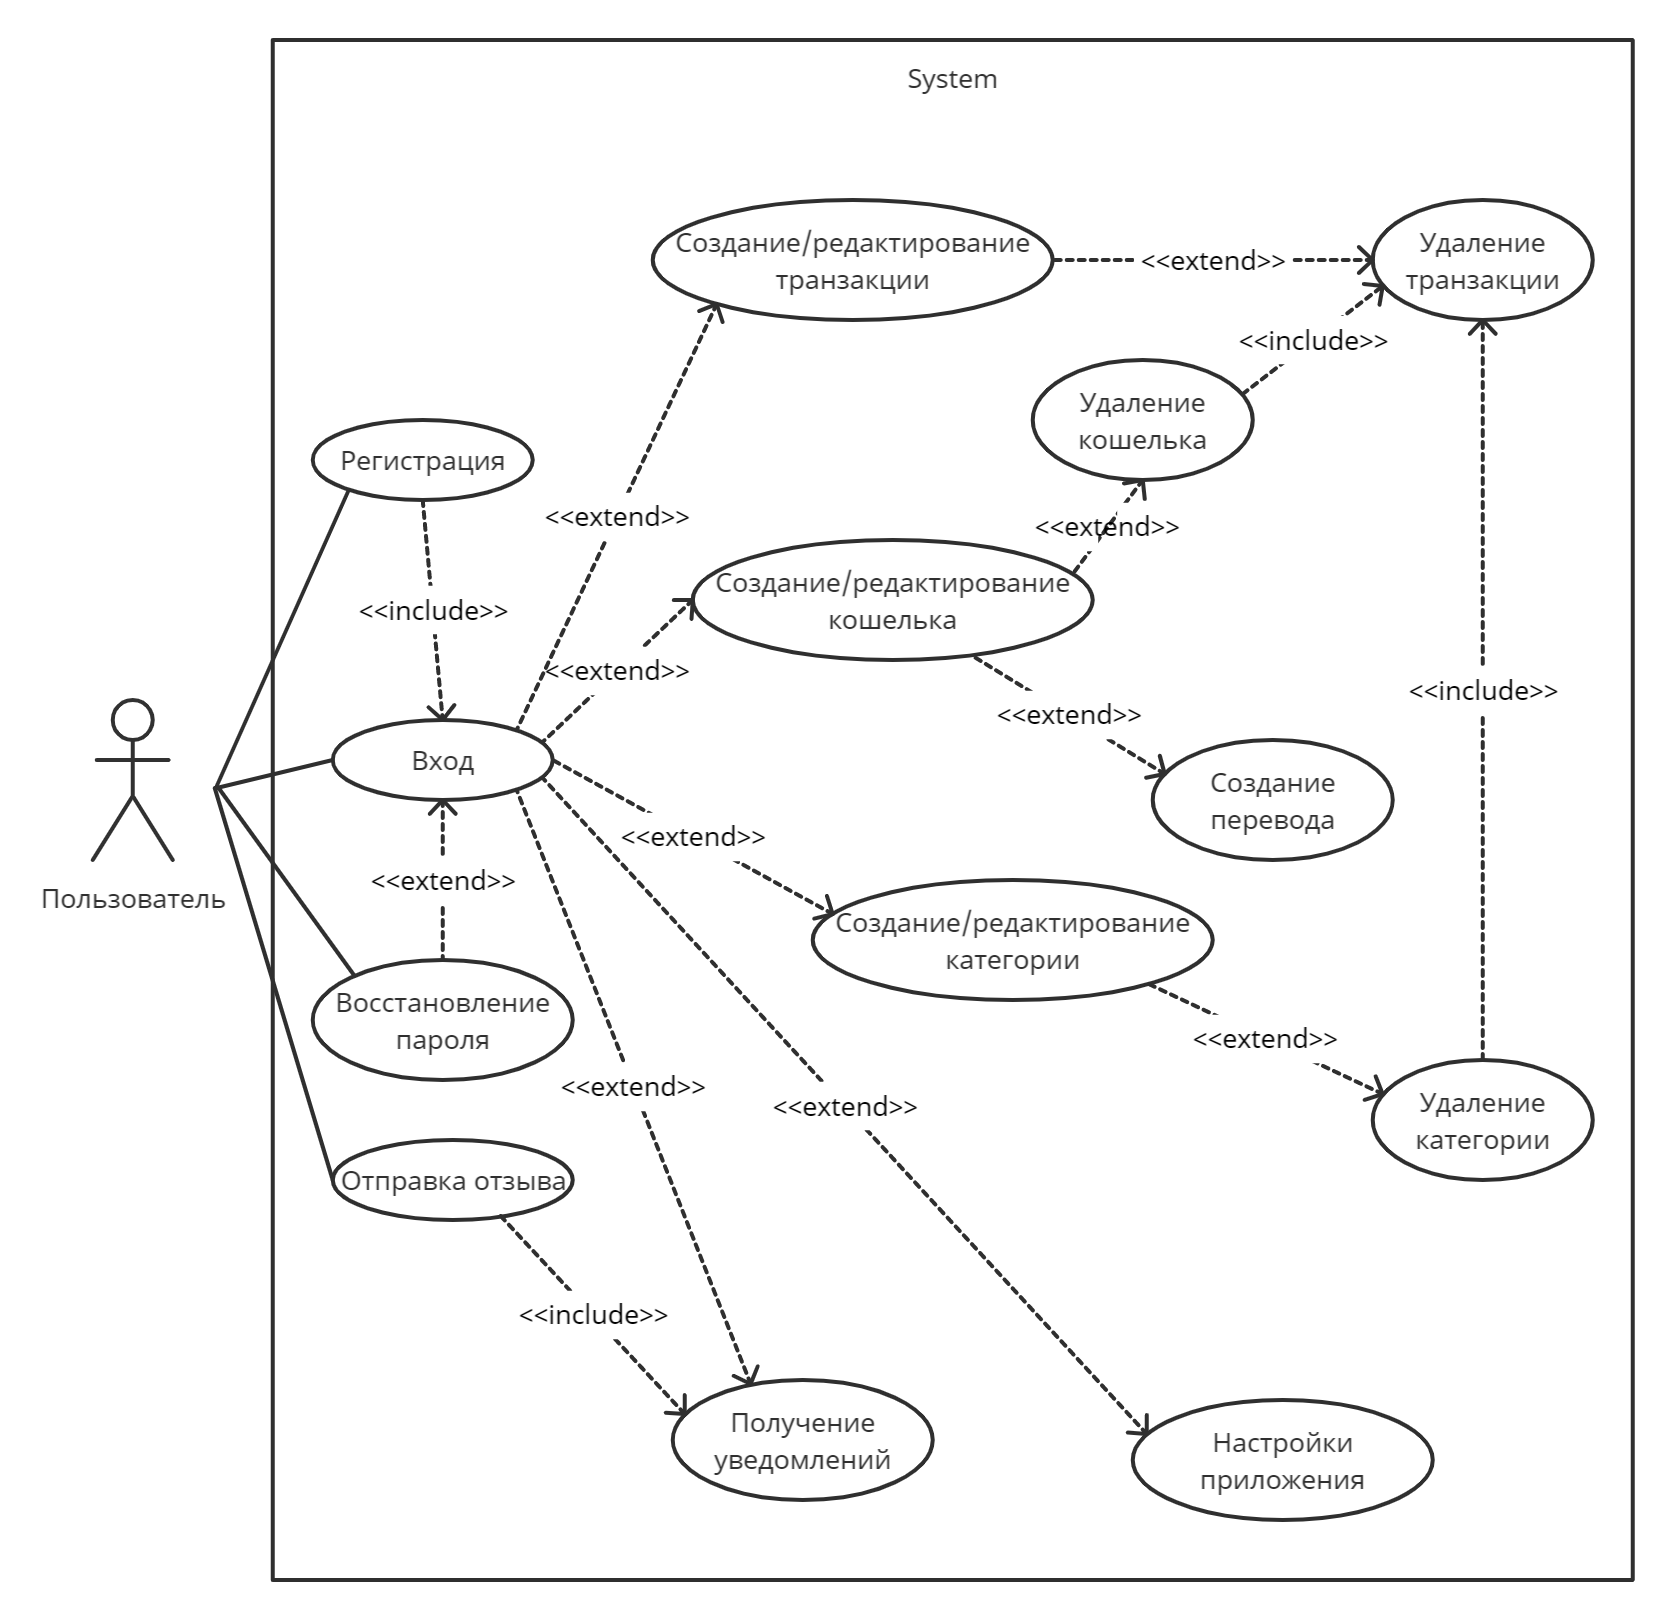 System
Создание/редактирование
транзакции
<<extend>>
Удаление
транзакции
<<include>>
Удаление
кошелька
Регистрация
<<extend>>
<<extend>>
Создание/редактирование
кошелька
<<include>>
<<extend>>
<<include>>
<<extend>>
Вход
Создание
перевода
<<extend>>
<<extend>>
Пользователь
Создание/редактирование
категории
Восстановление
пароля
<<extend>>
<<extend>>
<<extend>>
Удаление
категории
Отправка отзыва
<<include>>
Получение
уведомлений
Настройки
приложения